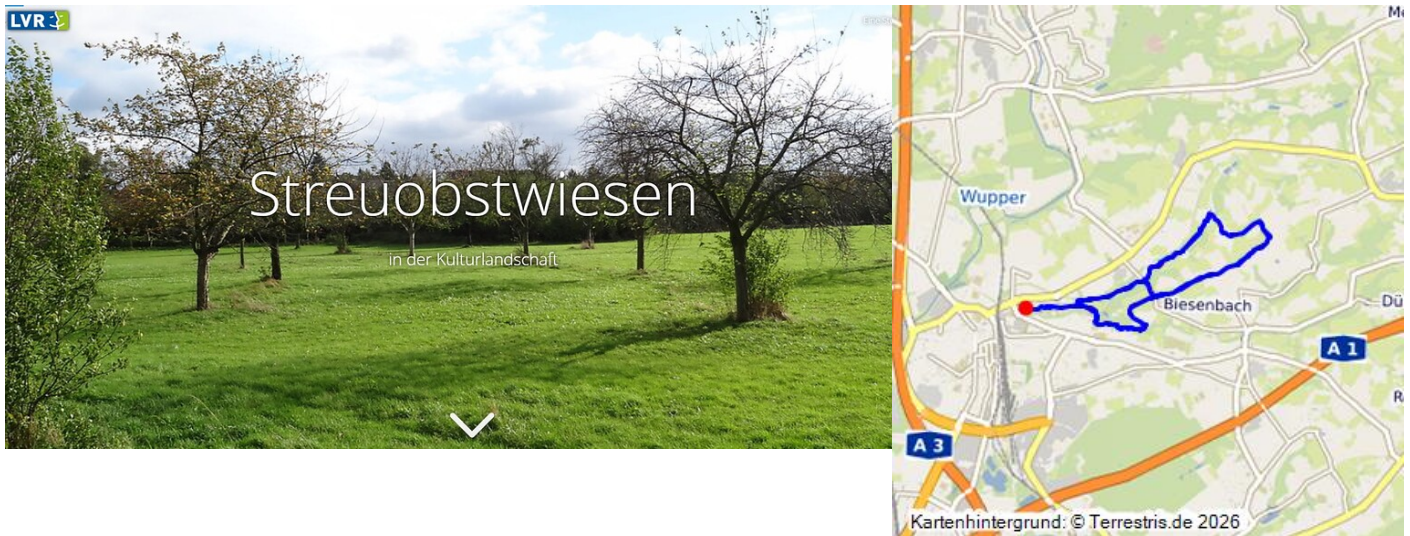 LVR
Streuobstwiesen
in der Kulturlandschaft
Wupper
Biesenbach
A 1
A 3
Kartenhintergrund: © Terrestris.de 2026